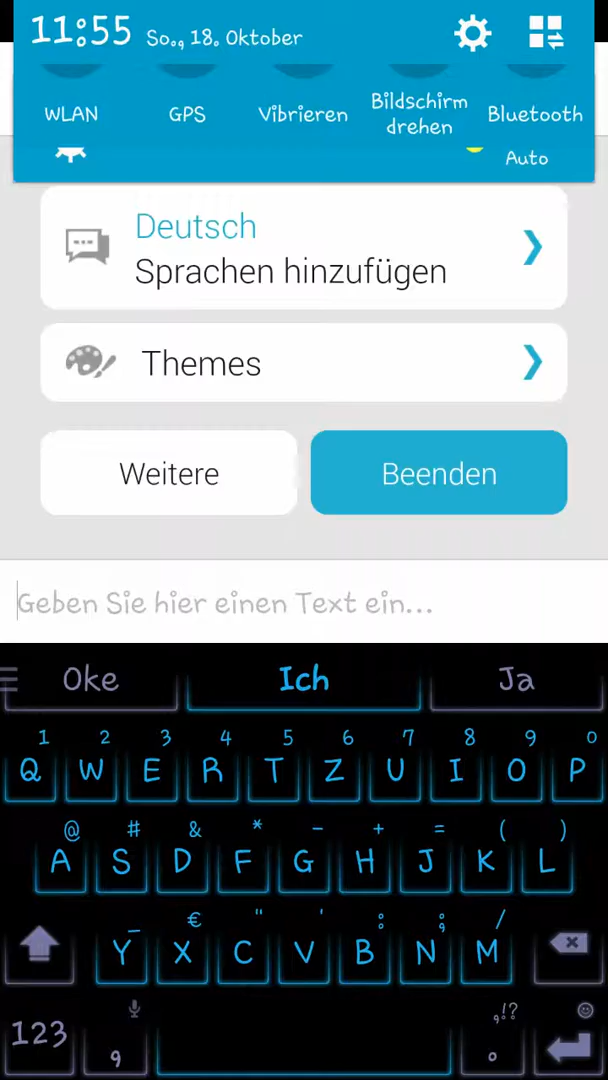 11:55 So., 18. Oktober
WLAN GPS Vibrieren Bildschirm drehen Bluetooth
Auto
Deutsch
Sprachen hinzufügen
Themes
Weitere Beenden
Geben Sie hier einen Text ein...
Oke Ich Ja
1 2 3 4 5 6 7 8 9 0
Q W E R T Z U I O P
@ # & * - + = ( )
A S D F G H J K L
_ € " ' : ; /
Y X C V B N M
,!?
123 , .